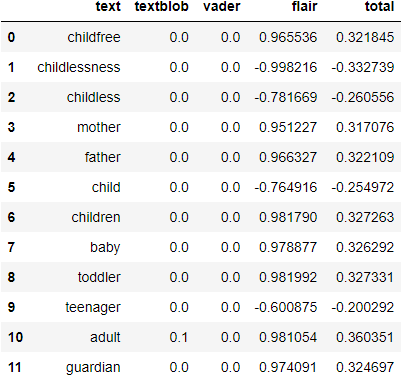 text textblob vader flair total
0 childfree 0.0 0.0 0.965536 0.321845
1 childlessness 0.0 0.0 -0.998216 -0.332739
2 childless 0.0 0.0 -0.781669 -0.260556
3 mother 0.0 0.0 0.951227 0.317076
4 father 0.0 0.0 0.966327 0.322109
5 child 0.0 0.0 -0.764916 -0.254972
6 children 0.0 0.0 0.981790 0.327263
7 baby 0.0 0.0 0.978877 0.326292
8 toddler 0.0 0.0 0.981992 0.327331
9 teenager 0.0 0.0 -0.600875 -0.200292
10 adult 0.1 0.0 0.981054 0.360351
11 guardian 0.0 0.0 0.974091 0.324697